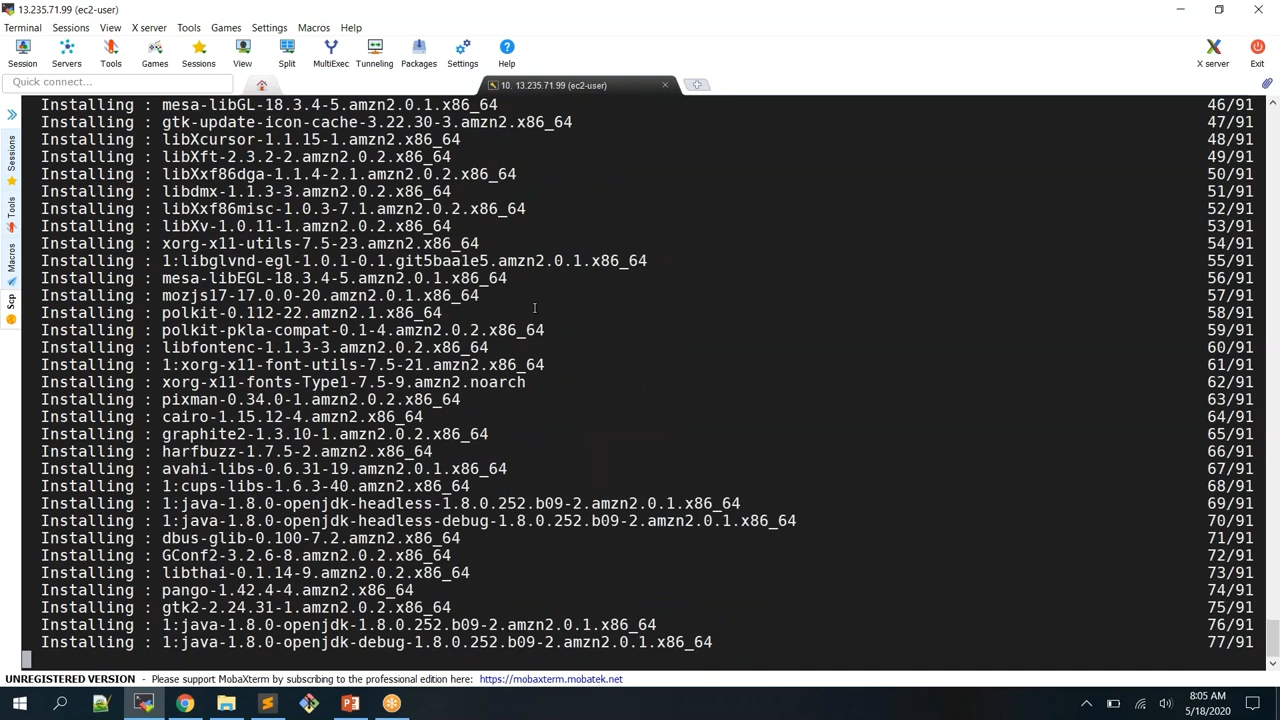 13.235.71.99 (ec2-user)
Terminal Sessions View X server Tools Games Settings Macros Help
Session Servers Tools Games Sessions View Split MultiExec Tunneling Packages Settings Help X server Exit
Quick connect...
10. 13.235.71.99 (ec2-user)
Sessions
Tools
Macros
Scp
Installing : mesa-libGL-18.3.4-5.amzn2.0.1.x86_64 46/91
Installing : gtk-update-icon-cache-3.22.30-3.amzn2.x86_64 47/91
Installing : libXcursor-1.1.15-1.amzn2.x86_64 48/91
Installing : libXft-2.3.2-2.amzn2.0.2.x86_64 49/91
Installing : libXxf86dga-1.1.4-2.1.amzn2.0.2.x86_64 50/91
Installing : libdmx-1.1.3-3.amzn2.0.2.x86_64 51/91
Installing : libXxf86misc-1.0.3-7.1.amzn2.0.2.x86_64 52/91
Installing : libXv-1.0.11-1.amzn2.0.2.x86_64 53/91
Installing : xorg-x11-utils-7.5-23.amzn2.x86_64 54/91
Installing : 1:libglvnd-egl-1.0.1-0.1.git5baa1e5.amzn2.0.1.x86_64 55/91
Installing : mesa-libEGL-18.3.4-5.amzn2.0.1.x86_64 56/91
Installing : mozjs17-17.0.0-20.amzn2.0.1.x86_64 57/91
Installing : polkit-0.112-22.amzn2.1.x86_64 58/91
Installing : polkit-pkla-compat-0.1-4.amzn2.0.2.x86_64 59/91
Installing : libfontenc-1.1.3-3.amzn2.0.2.x86_64 60/91
Installing : 1:xorg-x11-font-utils-7.5-21.amzn2.x86_64 61/91
Installing : xorg-x11-fonts-Type1-7.5-9.amzn2.noarch 62/91
Installing : pixman-0.34.0-1.amzn2.0.2.x86_64 63/91
Installing : cairo-1.15.12-4.amzn2.x86_64 64/91
Installing : graphite2-1.3.10-1.amzn2.0.2.x86_64 65/91
Installing : harfbuzz-1.7.5-2.amzn2.x86_64 66/91
Installing : avahi-libs-0.6.31-19.amzn2.0.1.x86_64 67/91
Installing : 1:cups-libs-1.6.3-40.amzn2.x86_64 68/91
Installing : 1:java-1.8.0-openjdk-headless-1.8.0.252.b09-2.amzn2.0.1.x86_64 69/91
Installing : 1:java-1.8.0-openjdk-headless-debug-1.8.0.252.b09-2.amzn2.0.1.x86_64 70/91
Installing : dbus-glib-0.100-7.2.amzn2.x86_64 71/91
Installing : GConf2-3.2.6-8.amzn2.0.2.x86_64 72/91
Installing : libthai-0.1.14-9.amzn2.0.2.x86_64 73/91
Installing : pango-1.42.4-4.amzn2.x86_64 74/91
Installing : gtk2-2.24.31-1.amzn2.0.2.x86_64 75/91
Installing : 1:java-1.8.0-openjdk-1.8.0.252.b09-2.amzn2.0.1.x86_64 76/91
Installing : 1:java-1.8.0-openjdk-debug-1.8.0.252.b09-2.amzn2.0.1.x86_64 77/91
UNREGISTERED VERSION - Please support MobaXterm by subscribing to the professional edition here: https://mobaxterm.mobatek.net
8:05 AM
5/18/2020